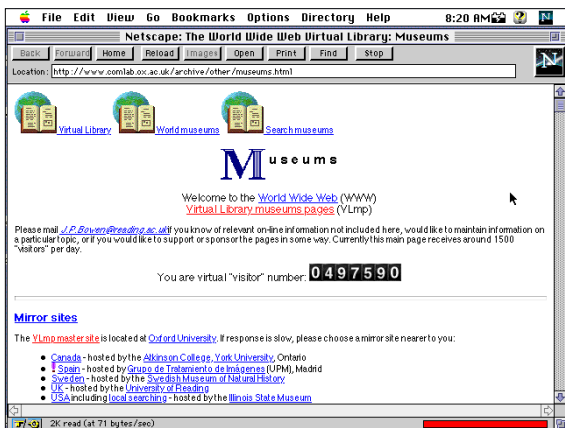 File Edit View Go Bookmarks Options Directory Help 8:20 AM
Netscape: The World Wide Web Virtual Library: Museums
Back Forward Home Reload Images Open Print Find Stop
Location: http://www.comlab.ox.ac.uk/archive/other/museums.html
N
Virtual Library World museums Search museums
Museums
Welcome to the World Wide Web (WWW)
Virtual Library museums pages (VLmp)
Please mail J.P.Bowen@reading.ac.uk if you know of relevant on-line information not included here, would like to maintain information on
a particular topic, or if you would like to support or sponsor the pages in some way. Currently this main page receives around 1500
"visitors" per day.
You are virtual "visitor" number: 0497590
Mirror sites
The VLmp master site is located at Oxford University. If response is slow, please choose a mirror site nearer to you:
Canada - hosted by the Atkinson College, York University, Ontario
Spain - hosted by Grupo de Tratamiento de Imágenes (UPM), Madrid
Sweden - hosted by the Swedish Museum of Natural History
UK - hosted by the University of Reading
USA including local searching - hosted by the Illinois State Museum
2K read (at 71 bytes/sec)